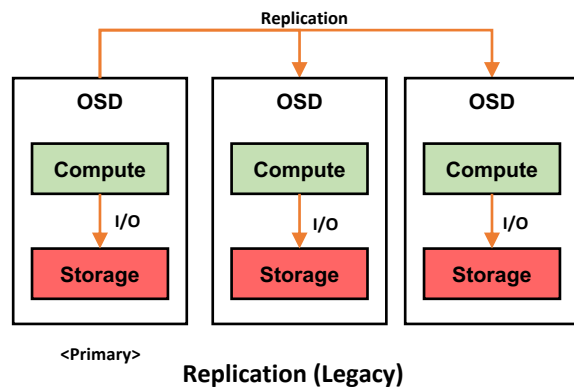 Replication
OSD OSD OSD
Compute Compute Compute
I/O I/O I/O
Storage Storage Storage
<Primary>
Replication (Legacy)